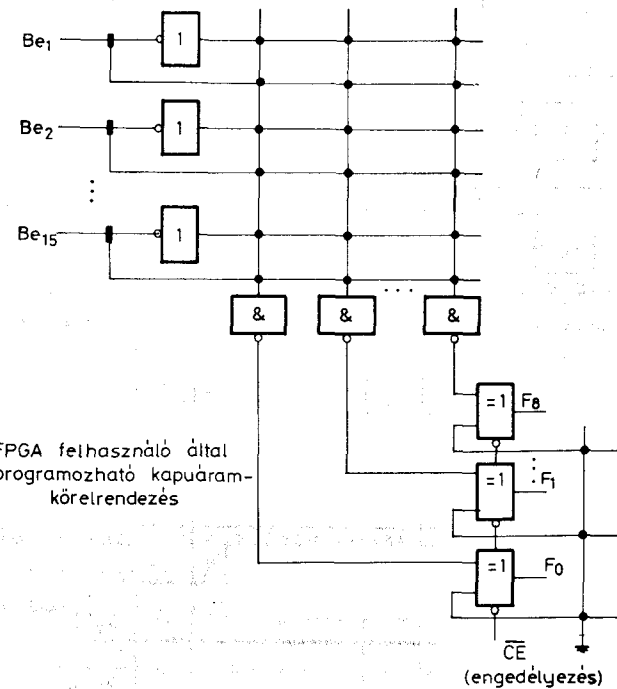 Be1
1
Be2
1
Be15
1
& & &
=1 F8
FPGA felhasználó által
programozható kapuáram-
körelrendezés
=1 F1
=1 F0
CE
(engedélyezés)